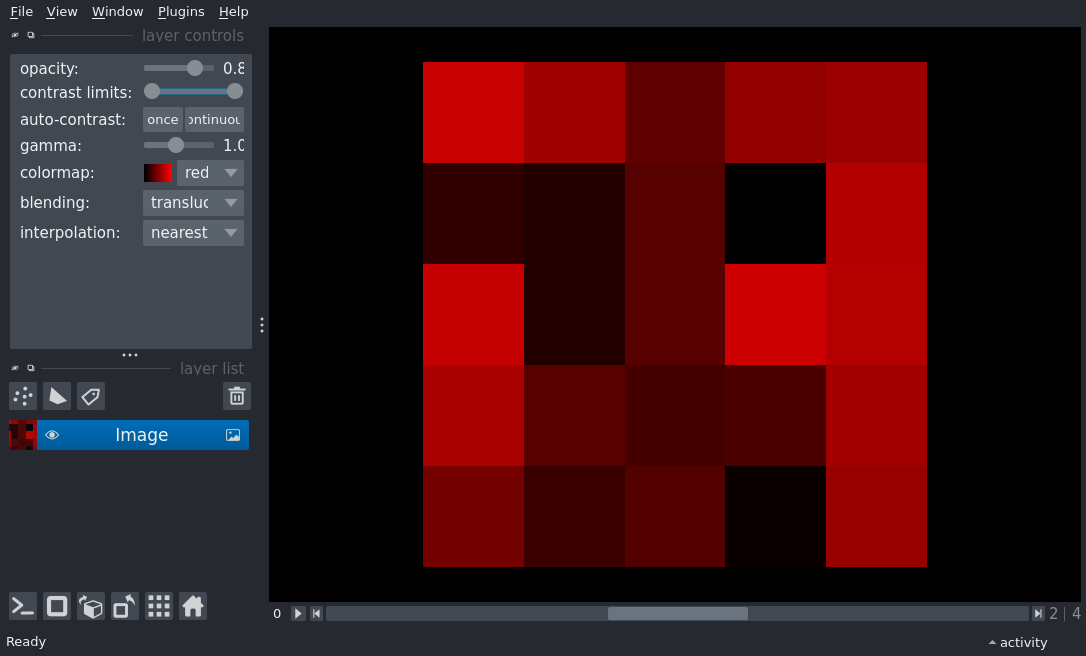 File View Window Plugins Help
layer controls
opacity: 0.8
contrast limits:
auto-contrast: once ontinuou
gamma: 1.0
colormap: red
blending: transluc
interpolation: nearest
layer list
Image
0 2 | 4
Ready activity